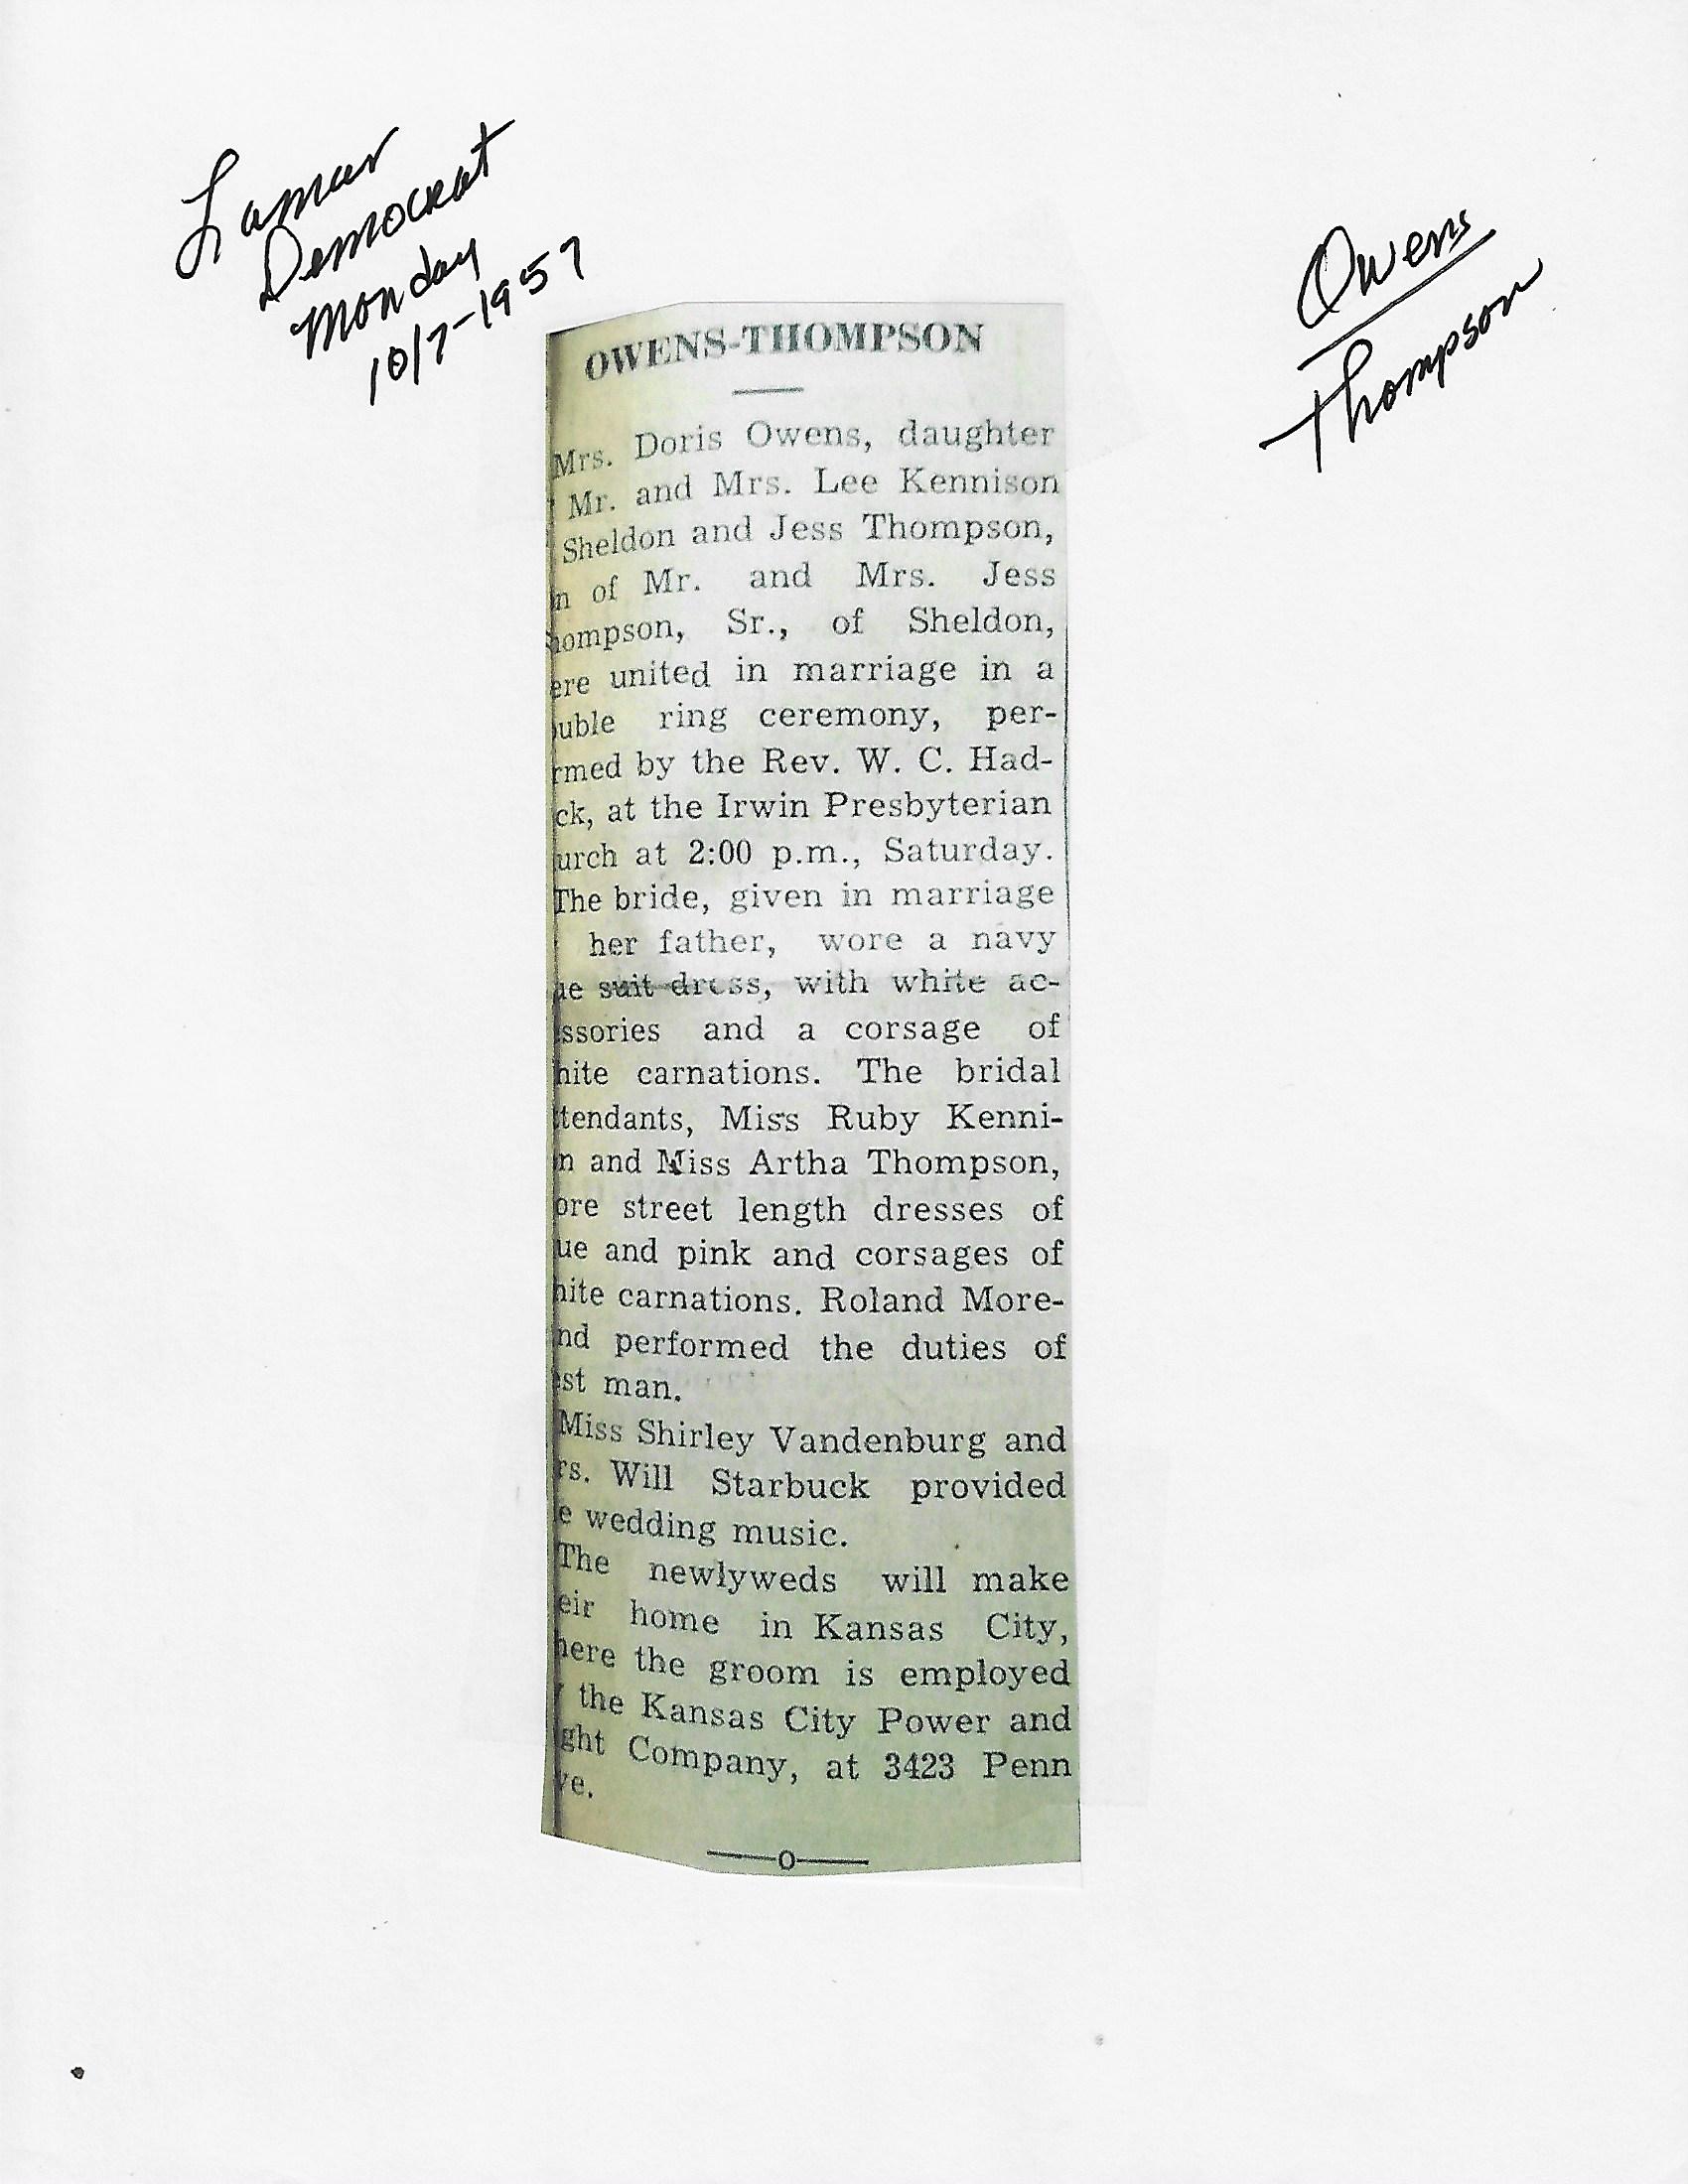 Lamar
Democrat
Monday
10/7-1957
Owens
Thompson
OWENS-THOMPSON
Mrs. Doris Owens, daughter
Mr. and Mrs. Lee Kennison
Sheldon and Jess Thompson,
n of Mr. and Mrs. Jess
hompson, Sr., of Sheldon,
ere united in marriage in a
uble ring ceremony, per-
rmed by the Rev. W. C. Had-
ck, at the Irwin Presbyterian
urch at 2:00 p.m., Saturday.
The bride, given in marriage
her father, wore a navy
ue suit dress, with white ac-
ssories and a corsage of
hite carnations. The bridal
tendants, Miss Ruby Kenni-
n and Miss Artha Thompson,
ore street length dresses of
ue and pink and corsages of
hite carnations. Roland More-
nd performed the duties of
est man.
Miss Shirley Vandenburg and
rs. Will Starbuck provided
e wedding music.
The newlyweds will make
eir home in Kansas City,
here the groom is employed
the Kansas City Power and
ght Company, at 3423 Penn
ve.
o